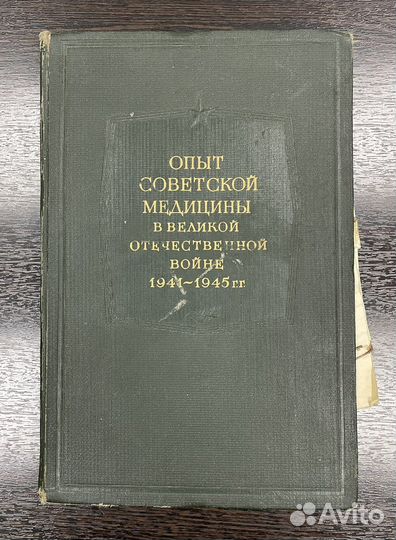 ОПЫТ
СОВЕТСКОЙ
МЕДИЦИНЫ
В ВЕЛИКОЙ
ОТЕЧЕСТВЕННОЙ
ВОЙНЕ
1941-1945 гг.
Avito